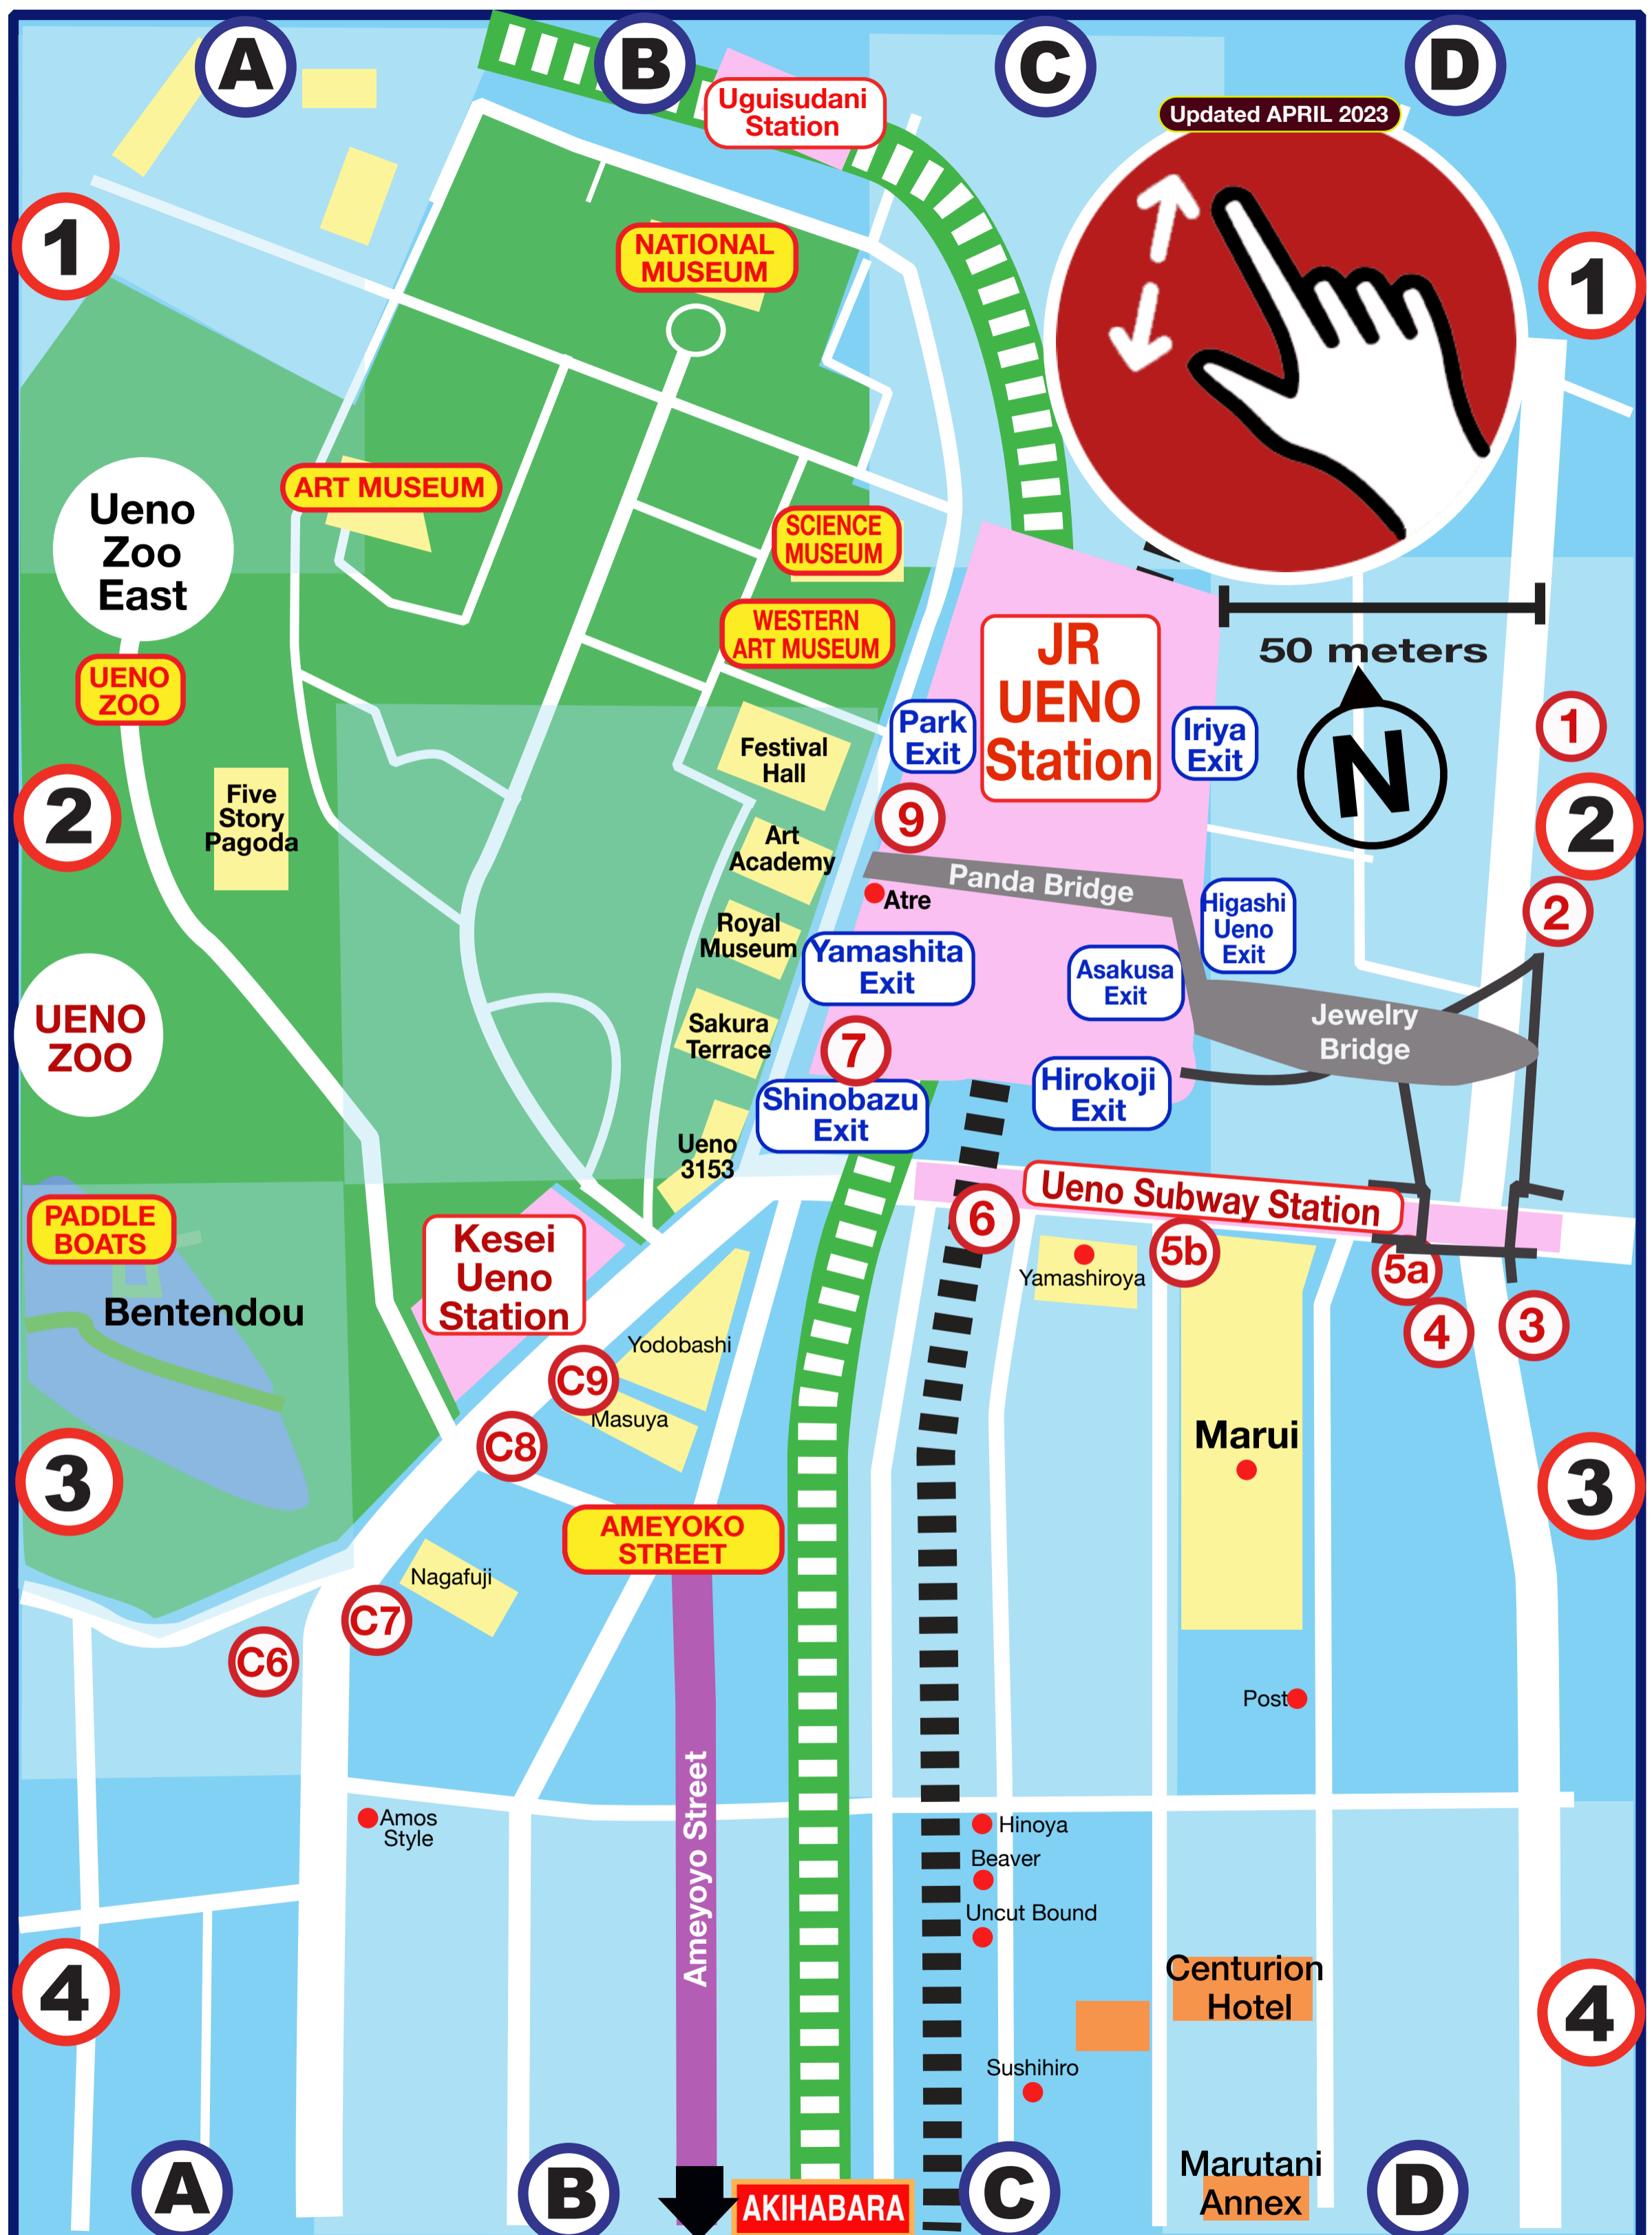 A
B
C
D
Uguisudani
Station
Updated APRIL 2023
1
NATIONAL
MUSEUM
1
ART MUSEUM
Ueno
Zoo
East
SCIENCE
MUSEUM
WESTERN
ART MUSEUM
JR
UENO
Station
50 meters
UENO
ZOO
Park
Exit
Iriya
Exit
N
1
Festival
Hall
2
Five
Story
Pagoda
9
2
Art
Academy
Panda Bridge
Atre
Higashi
Ueno
Exit
2
Royal
Museum
Yamashita
Exit
Asakusa
Exit
UENO
ZOO
Sakura
Terrace
7
Jewelry
Bridge
Shinobazu
Exit
Hirokoji
Exit
Ueno
3153
Ueno Subway Station
PADDLE
BOATS
Kesei
Ueno
Station
6
Yamashiroya
5b
5a
4
3
Bentendou
Yodobashi
C9
Masuya
C8
Marui
3
3
AMEYOKO
STREET
Nagafuji
C7
C6
Post
Ameyoyo Street
Amos
Style
Hinoya
Beaver
Uncut Bound
4
Centurion
Hotel
4
Sushihiro
Marutani
Annex
A
B
AKIHABARA
C
D